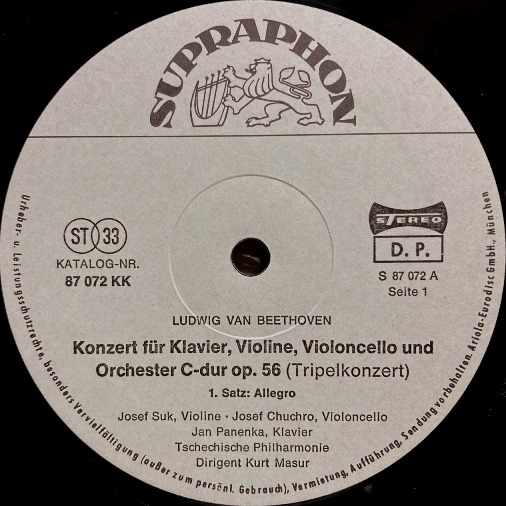 SUPRAPHON
ST 33
KATALOG-NR.
87 072 KK
STEREO
D. P.
S 87 072 A
Seite 1
LUDWIG VAN BEETHOVEN
Konzert für Klavier, Violine, Violoncello und
Orchester C-dur op. 56 (Tripelkonzert)
1. Satz: Allegro
Josef Suk, Violine · Josef Chuchro, Violoncello
Jan Panenka, Klavier
Tschechische Philharmonie
Dirigent Kurt Masur
Urheber- u. Leistungsschutzrechte, besonders Vervielfältigung (außer zum persönl. Gebrauch), Vermietung, Aufführung, Sendung vorbehalten. Ariola-Eurodisc GmbH., München